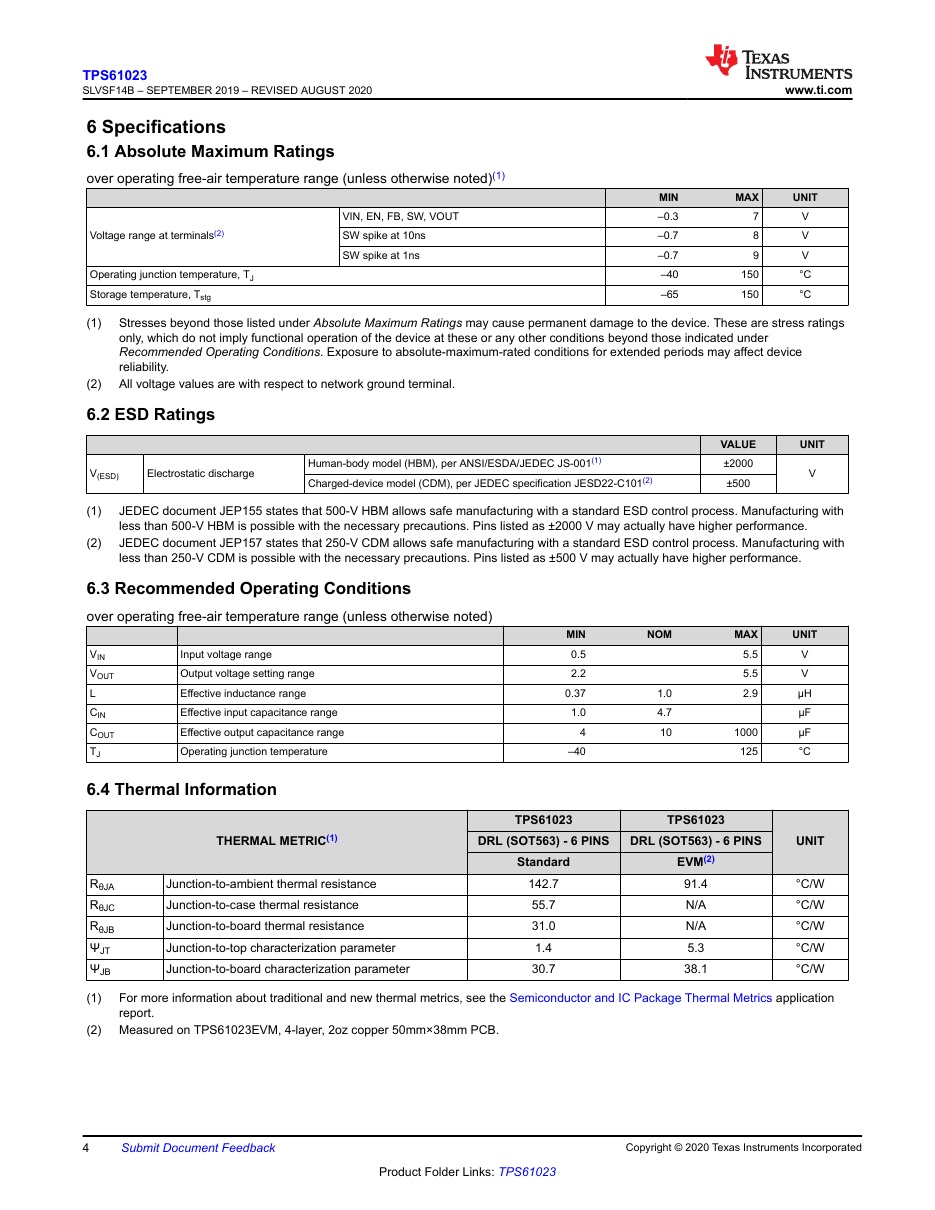 TPS61023
SLVSF14B – SEPTEMBER 2019 – REVISED AUGUST 2020
TEXAS
INSTRUMENTS
www.ti.com
6 Specifications
6.1 Absolute Maximum Ratings
over operating free-air temperature range (unless otherwise noted)(1)
MIN MAX UNIT
Voltage range at terminals(2)
VIN, EN, FB, SW, VOUT –0.3 7 V
SW spike at 10ns –0.7 8 V
SW spike at 1ns –0.7 9 V
Operating junction temperature, TJ –40 150 °C
Storage temperature, Tstg –65 150 °C
(1) Stresses beyond those listed under Absolute Maximum Ratings may cause permanent damage to the device. These are stress ratings
only, which do not imply functional operation of the device at these or any other conditions beyond those indicated under
Recommended Operating Conditions. Exposure to absolute-maximum-rated conditions for extended periods may affect device
reliability.
(2) All voltage values are with respect to network ground terminal.
6.2 ESD Ratings
VALUE UNIT
V(ESD) Electrostatic discharge
Human-body model (HBM), per ANSI/ESDA/JEDEC JS-001(1) ±2000
V
Charged-device model (CDM), per JEDEC specification JESD22-C101(2) ±500
(1) JEDEC document JEP155 states that 500-V HBM allows safe manufacturing with a standard ESD control process. Manufacturing with
less than 500-V HBM is possible with the necessary precautions. Pins listed as ±2000 V may actually have higher performance.
(2) JEDEC document JEP157 states that 250-V CDM allows safe manufacturing with a standard ESD control process. Manufacturing with
less than 250-V CDM is possible with the necessary precautions. Pins listed as ±500 V may actually have higher performance.
6.3 Recommended Operating Conditions
over operating free-air temperature range (unless otherwise noted)
MIN NOM MAX UNIT
VIN Input voltage range 0.5 5.5 V
VOUT Output voltage setting range 2.2 5.5 V
L Effective inductance range 0.37 1.0 2.9 µH
CIN Effective input capacitance range 1.0 4.7 µF
COUT Effective output capacitance range 4 10 1000 µF
TJ Operating junction temperature –40 125 °C
6.4 Thermal Information
THERMAL METRIC(1)
TPS61023 TPS61023
DRL (SOT563) - 6 PINS DRL (SOT563) - 6 PINS
UNIT
Standard EVM(2)
RθJA Junction-to-ambient thermal resistance 142.7 91.4 °C/W
RθJC Junction-to-case thermal resistance 55.7 N/A °C/W
RθJB Junction-to-board thermal resistance 31.0 N/A °C/W
ΨJT Junction-to-top characterization parameter 1.4 5.3 °C/W
ΨJB Junction-to-board characterization parameter 30.7 38.1 °C/W
(1) For more information about traditional and new thermal metrics, see the Semiconductor and IC Package Thermal Metrics application
report.
(2) Measured on TPS61023EVM, 4-layer, 2oz copper 50mm×38mm PCB.
4 Submit Document Feedback
Copyright © 2020 Texas Instruments Incorporated
Product Folder Links: TPS61023